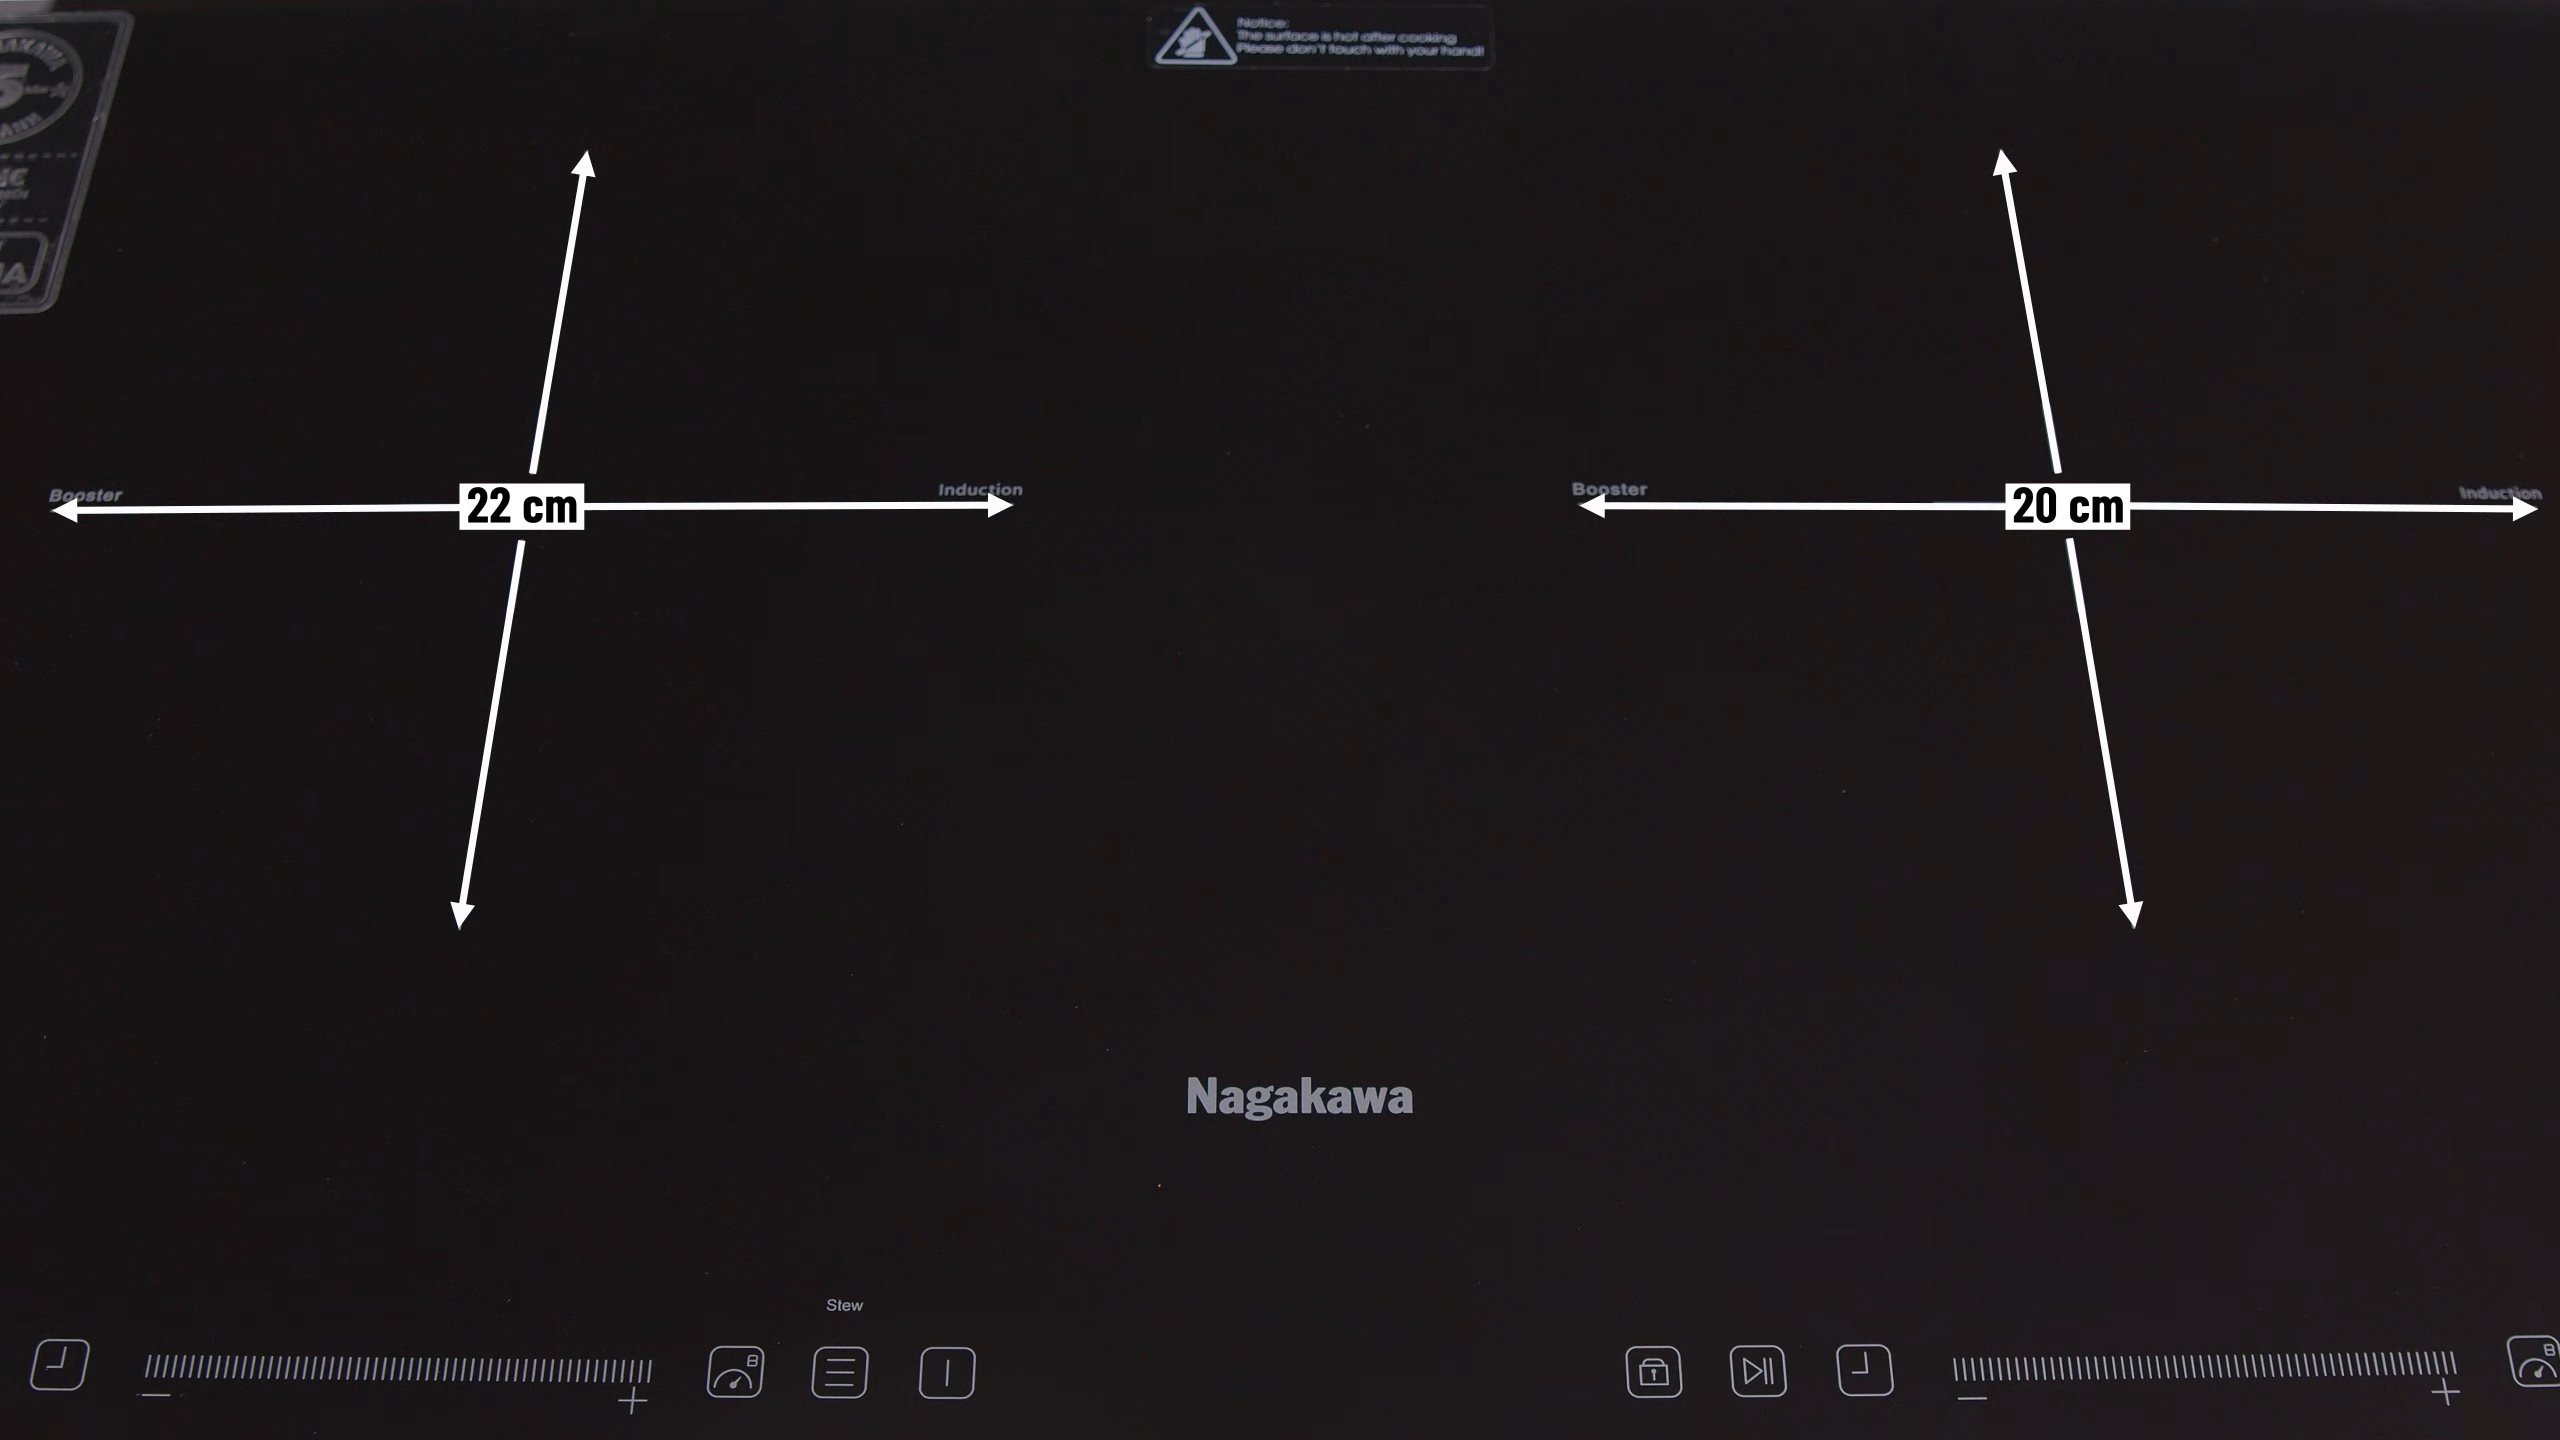 Notice:
The surface is hot after cooking
Please don't touch with your hand!
5
Booster
22 cm
Induction
Booster
20 cm
Induction
Nagakawa
Stew
B
B